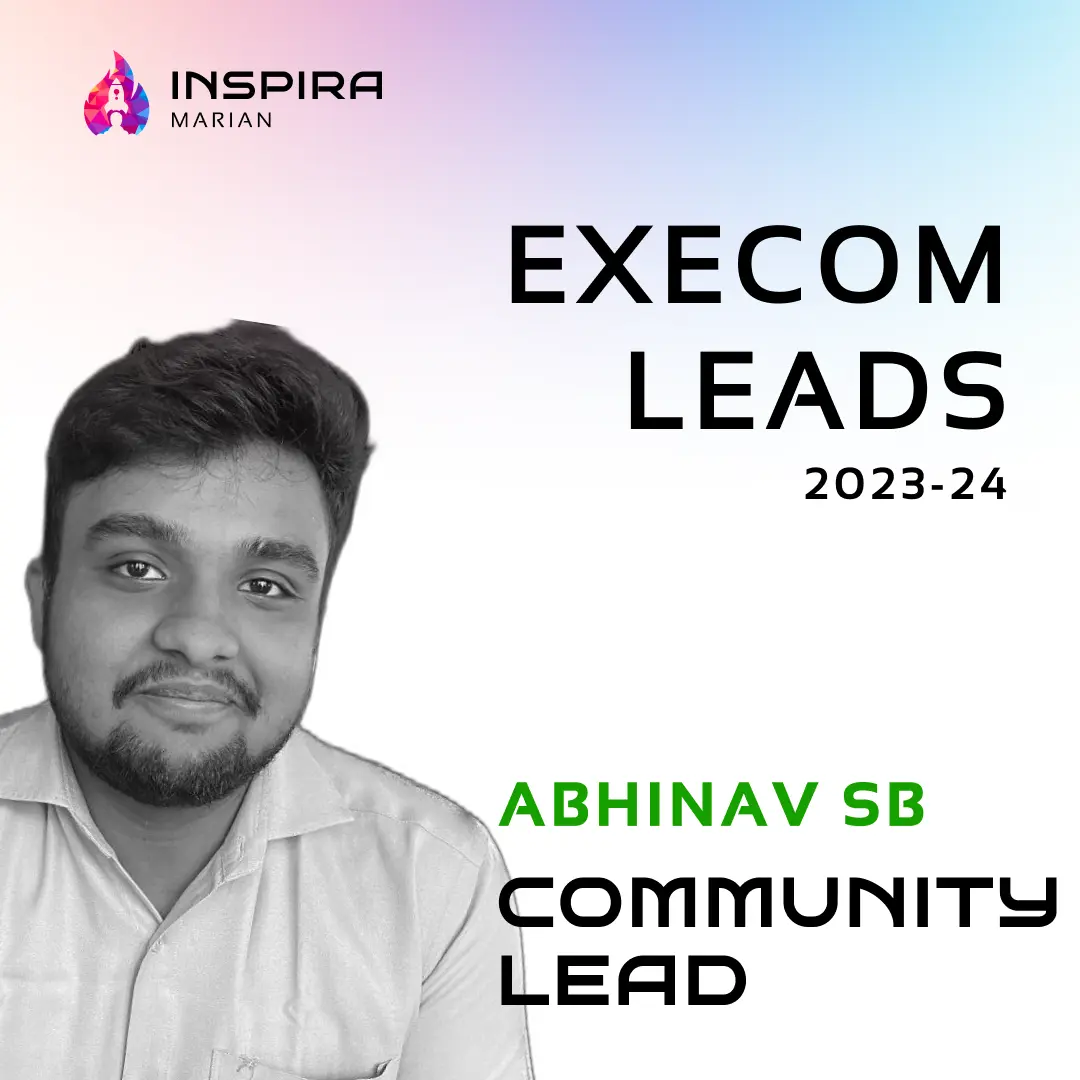 INSPIRA
MARIAN
EXECOM
LEADS
2023-24
ABHINAV SB
COMMUNITY
LEAD